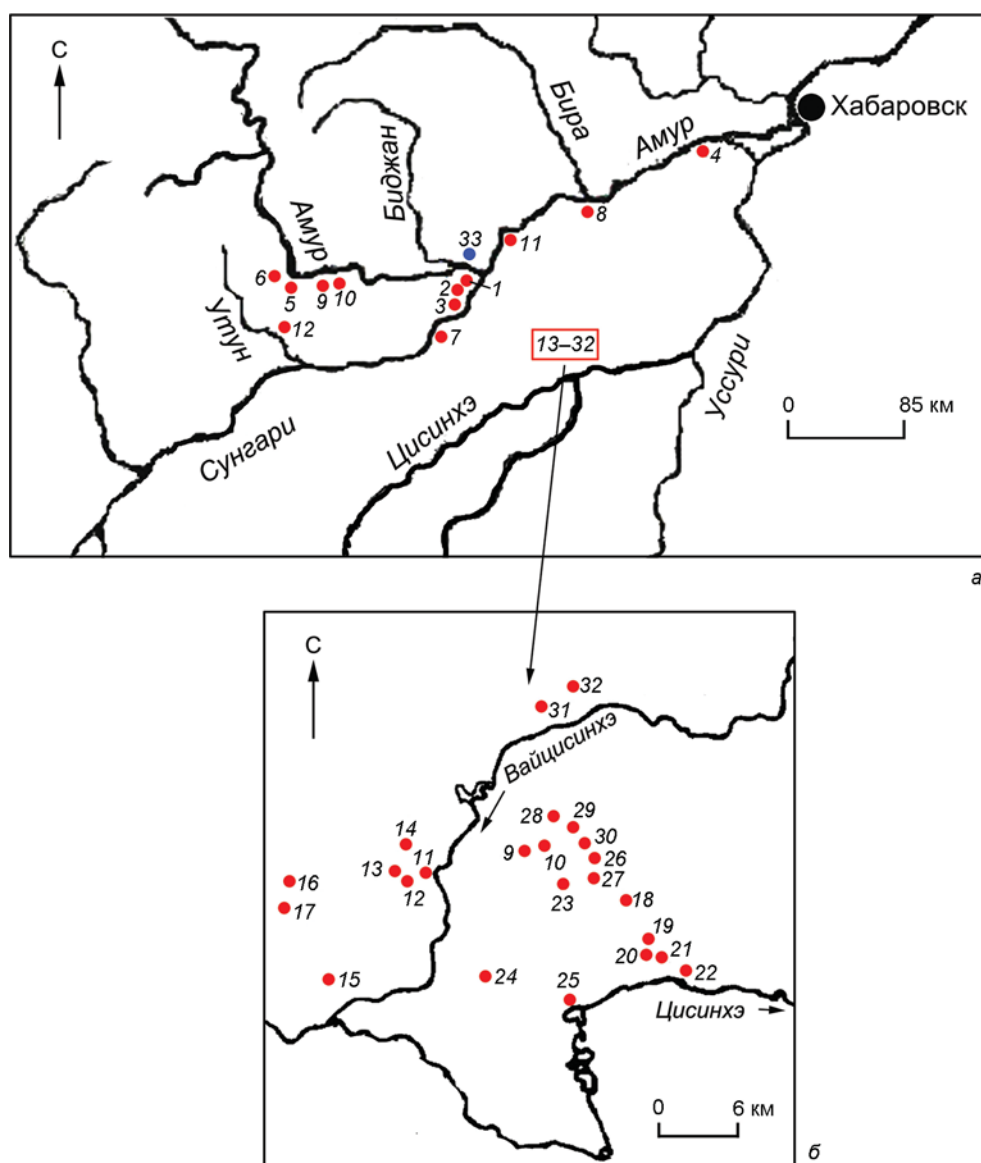 С
Хабаровск
Бира
Амур
4
Биджан
8
33
11
Амур
1
6
5
9
10
2
3
Утун
12
7
13–32
Уссури
0 85 км
Цисинхэ
Сунгари
а
С
32
31
Вайцисинхэ
28
29
14
30
9
10
26
13
11
27
16
12
23
18
17
19
20
21
22
15
24
25
Цисинхэ
0 6 км
б